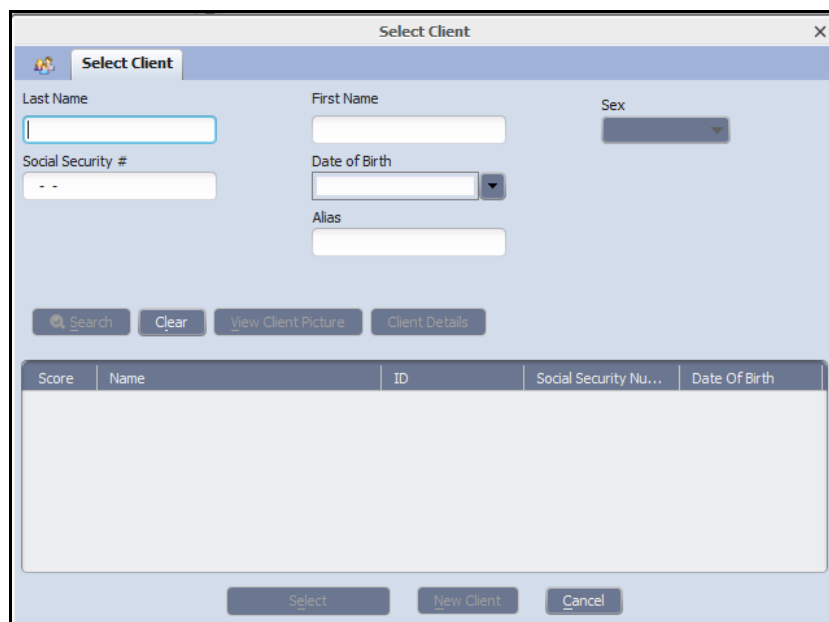 Select Client
Select Client
Last Name First Name Sex
Social Security # Date of Birth
- -
Alias
Search Clear View Client Picture Client Details
Score Name ID Social Security Nu... Date Of Birth
Select New Client Cancel